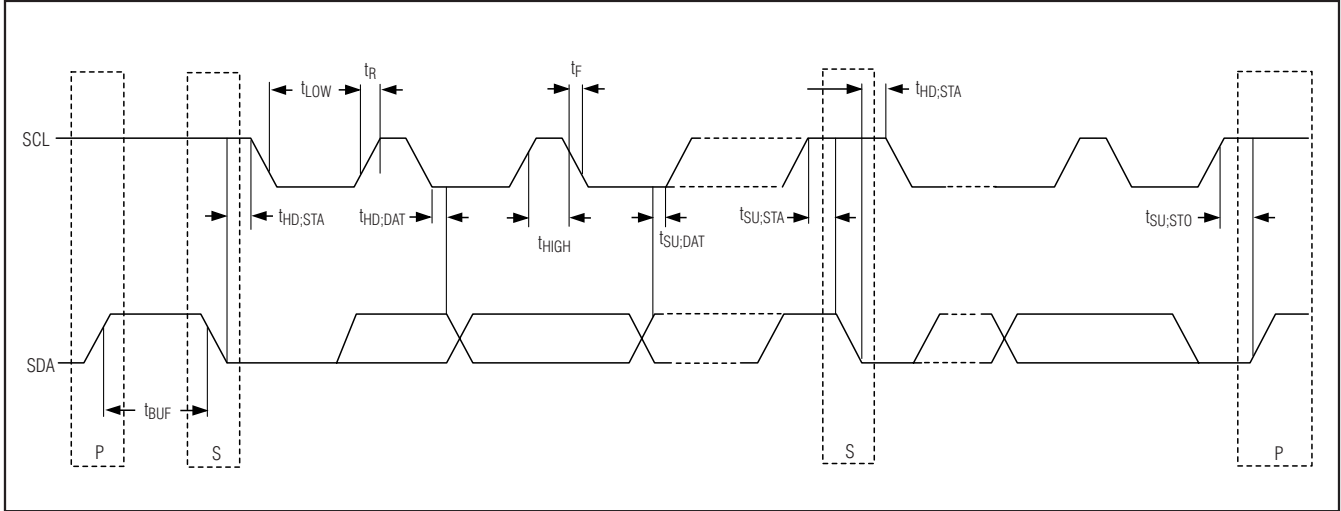 tR
tF
tLOW
tHD;STA
SCL
tHD;STA
tHD;DAT
tHIGH
tSU;DAT
tSU;STA
tSU;STO
SDA
tBUF
P
S
S
P